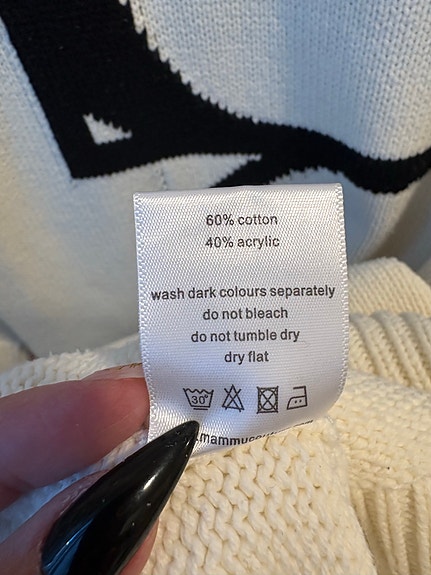 60% cotton
40% acrylic
wash dark colours separately
do not bleach
do not tumble dry
dry flat
30°